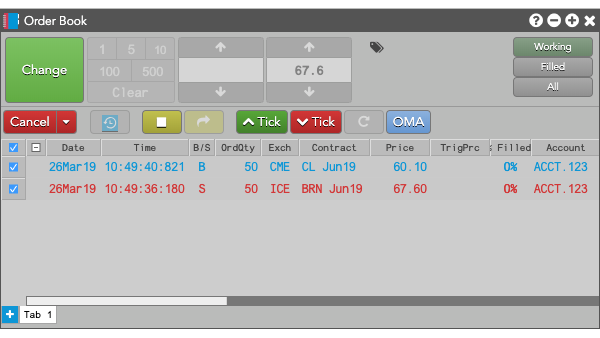 Order Book
Change
1 5 10
100 500
Clear
67.6
Working
Filled
All
Cancel
Tick
Tick
OMA
Date Time B/S OrdQty Exch Contract Price TrigPrc % Filled Account
26Mar19 10:49:40:821 B 50 CME CL Jun19 60.10 0% ACCT.123
26Mar19 10:49:36:180 S 50 ICE BRN Jun19 67.60 0% ACCT.123
Tab 1